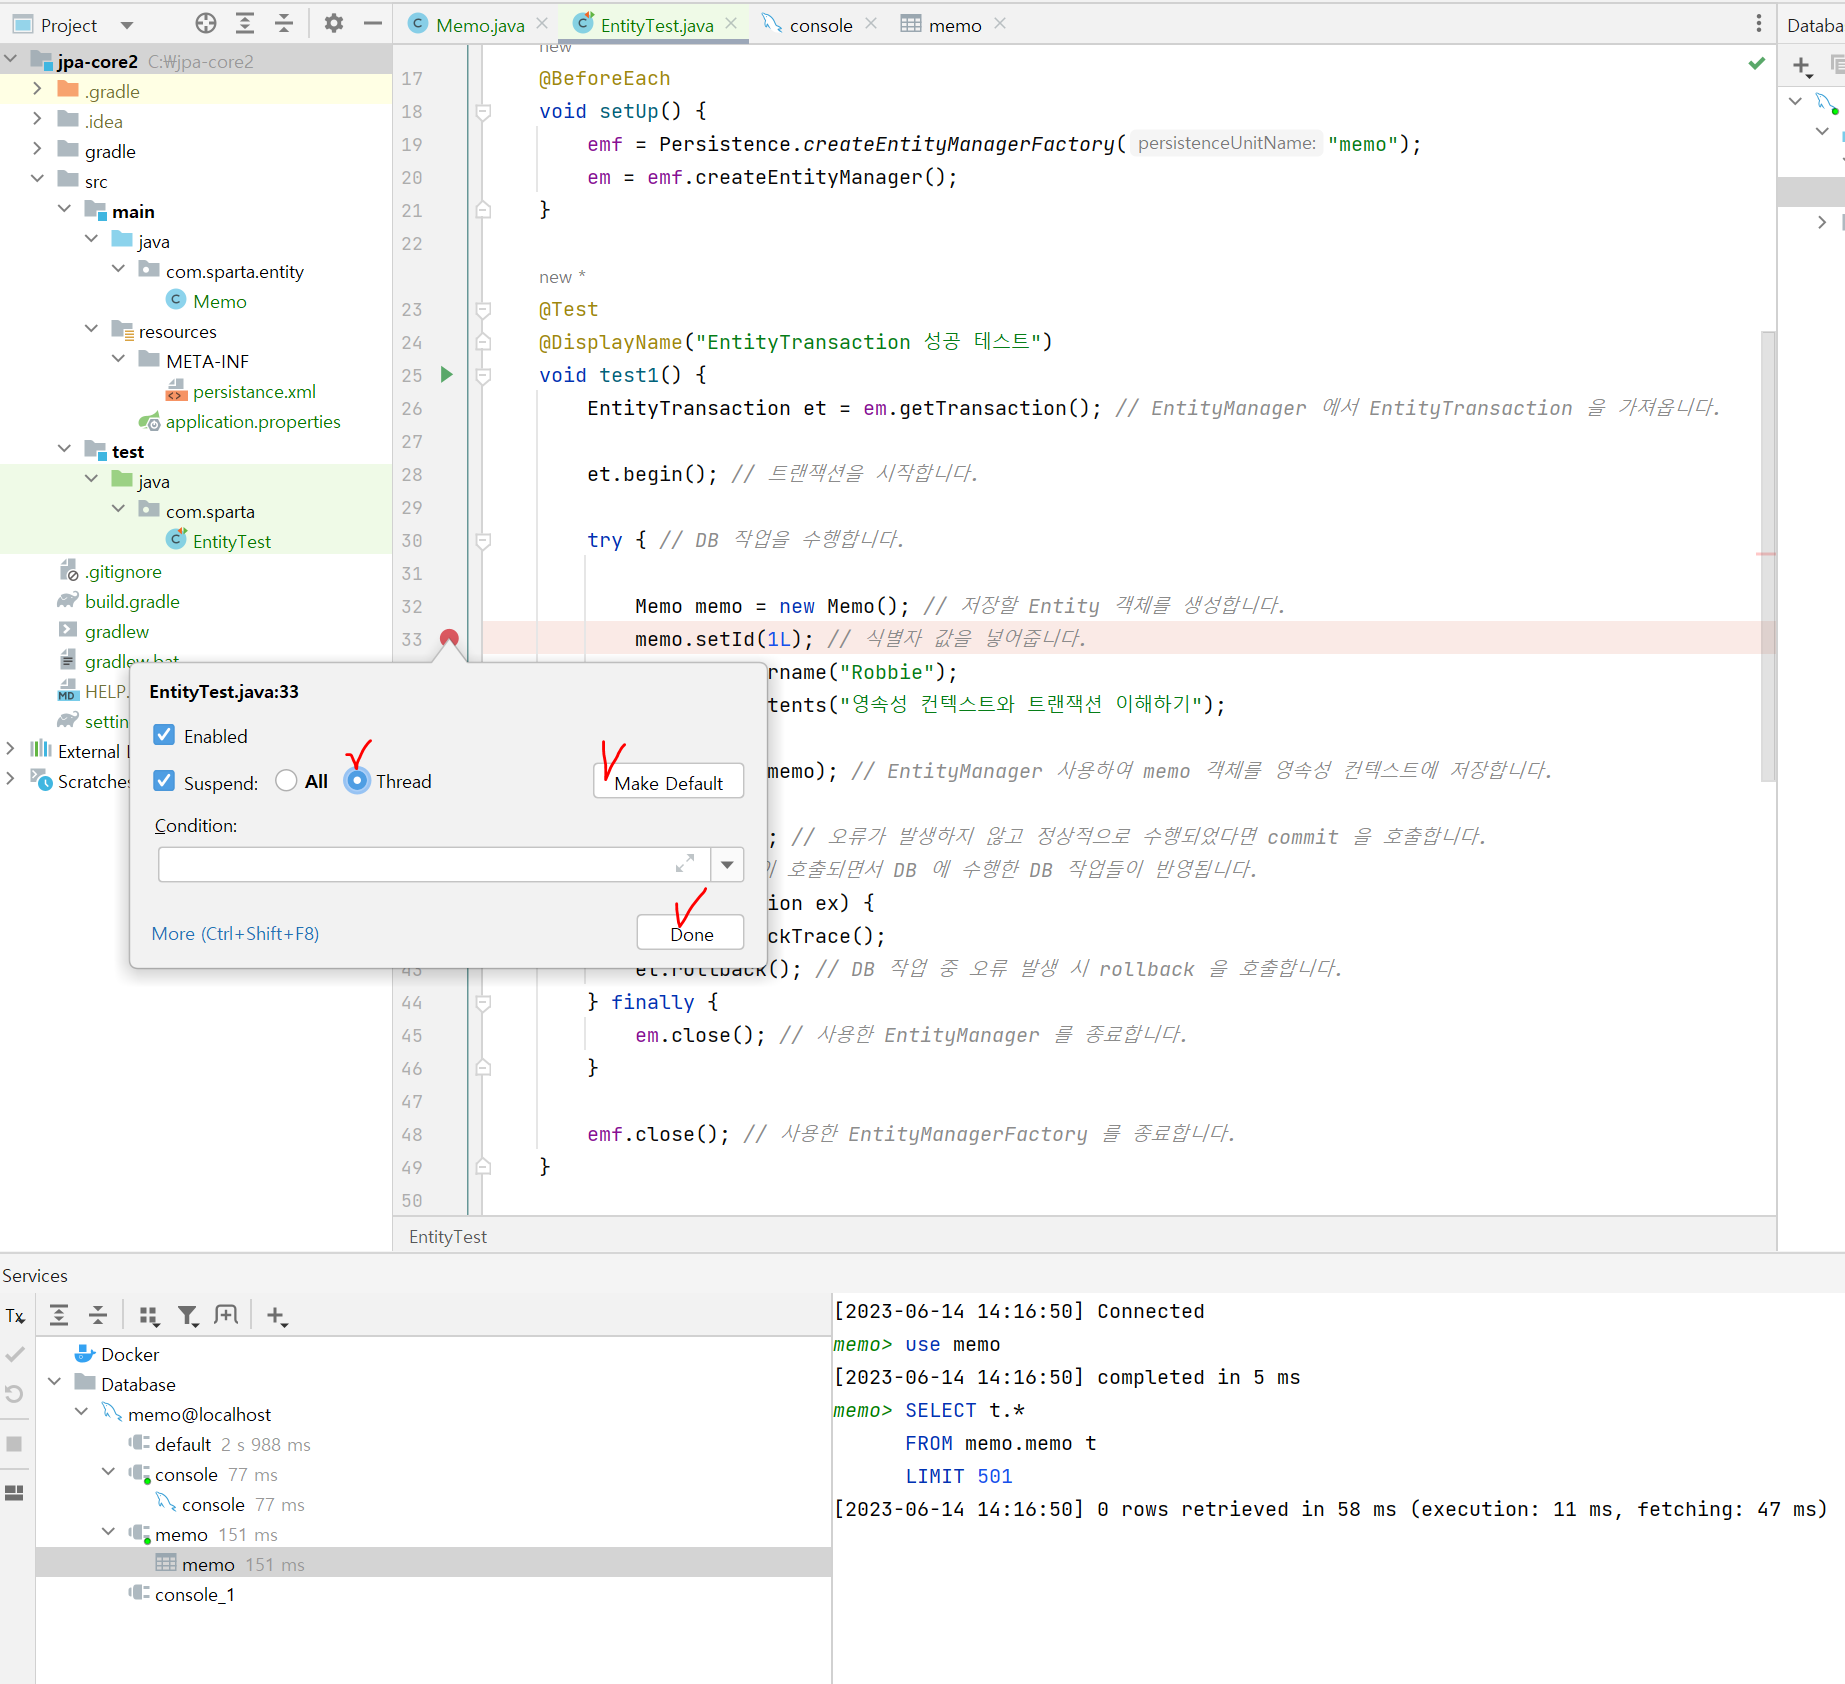 Project
Memo.java
EntityTest.java
console
memo
Databa
jpa-core2 C:₩jpa-core2
.gradle
.idea
gradle
src
main
java
com.sparta.entity
Memo
resources
META-INF
persistance.xml
application.properties
test
java
com.sparta
EntityTest
.gitignore
build.gradle
gradlew
gradlew.bat
HELP.
settin
External L
Scratches
new
17 @BeforeEach
18 void setUp() {
19 emf = Persistence.createEntityManagerFactory( persistenceUnitName: "memo");
20 em = emf.createEntityManager();
21 }
22
new *
23 @Test
24 @DisplayName("EntityTransaction 성공 테스트")
25 void test1() {
26 EntityTransaction et = em.getTransaction(); // EntityManager 에서 EntityTransaction 을 가져옵니다.
27
28 et.begin(); // 트랜잭션을 시작합니다.
29
30 try { // DB 작업을 수행합니다.
31
32 Memo memo = new Memo(); // 저장할 Entity 객체를 생성합니다.
33 memo.setId(1L); // 식별자 값을 넣어줍니다.
rname("Robbie");
tents("영속성 컨텍스트와 트랜잭션 이해하기");
memo); // EntityManager 사용하여 memo 객체를 영속성 컨텍스트에 저장합니다.
; // 오류가 발생하지 않고 정상적으로 수행되었다면 commit 을 호출합니다.
호출되면서 DB 에 수행한 DB 작업들이 반영됩니다.
ion ex) {
ckTrace();
43 et.rollback(); // DB 작업 중 오류 발생 시 rollback 을 호출합니다.
44 } finally {
45 em.close(); // 사용한 EntityManager 를 종료합니다.
46 }
47
48 emf.close(); // 사용한 EntityManagerFactory 를 종료합니다.
49 }
50
EntityTest.java:33
Enabled
Suspend: All Thread
Make Default
Condition:
More (Ctrl+Shift+F8)
Done
EntityTest
Services
Tx
Docker
Database
memo@localhost
default 2 s 988 ms
console 77 ms
console 77 ms
memo 151 ms
memo 151 ms
console_1
[2023-06-14 14:16:50] Connected
memo> use memo
[2023-06-14 14:16:50] completed in 5 ms
memo> SELECT t.*
FROM memo.memo t
LIMIT 501
[2023-06-14 14:16:50] 0 rows retrieved in 58 ms (execution: 11 ms, fetching: 47 ms)